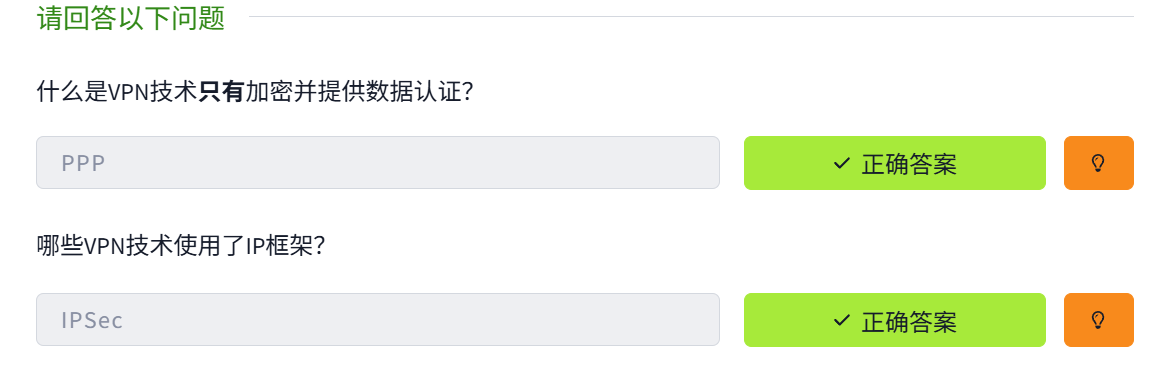 请回答以下问题
什么是VPN技术只有加密并提供数据认证?
PPP
正确答案
哪些VPN技术使用了IP框架?
IPSec
正确答案